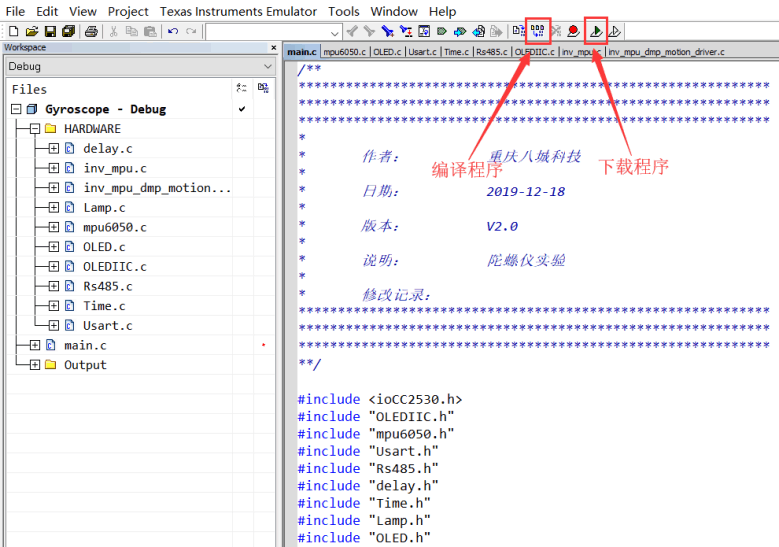 File Edit View Project Texas Instruments Emulator Tools Window Help
Workspace ×
main.c | mpu6050.c | OLED.c | Usart.c | Time.c | Rs485.c | OLEDIIC.c | inv_mpu.c | inv_mpu_dmp_motion_driver.c
Debug
Files
Gyroscope - Debug
HARDWARE
delay.c
inv_mpu.c
inv_mpu_dmp_motion...
Lamp.c
mpu6050.c
OLED.c
OLEDIIC.c
Rs485.c
Time.c
Usart.c
main.c
Output
编译程序
下载程序
/**
************************************************************
************************************************************
************************************************************
*
* 作者: 重庆八城科技
*
* 日期: 2019-12-18
*
* 版本: V2.0
*
* 说明: 陀螺仪实验
*
* 修改记录:
************************************************************
************************************************************
************************************************************
**/
#include <ioCC2530.h>
#include "OLEDIIC.h"
#include "mpu6050.h"
#include "Usart.h"
#include "Rs485.h"
#include "delay.h"
#include "Time.h"
#include "Lamp.h"
#include "OLED.h"